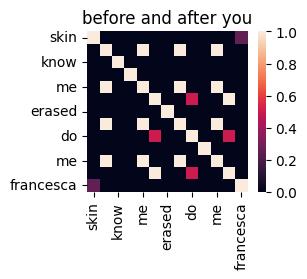 before and after you
skin
know
me
erased
do
me
francesca
1.0
0.8
0.6
0.4
0.2
0.0
skin
know
me
erased
do
me
francesca